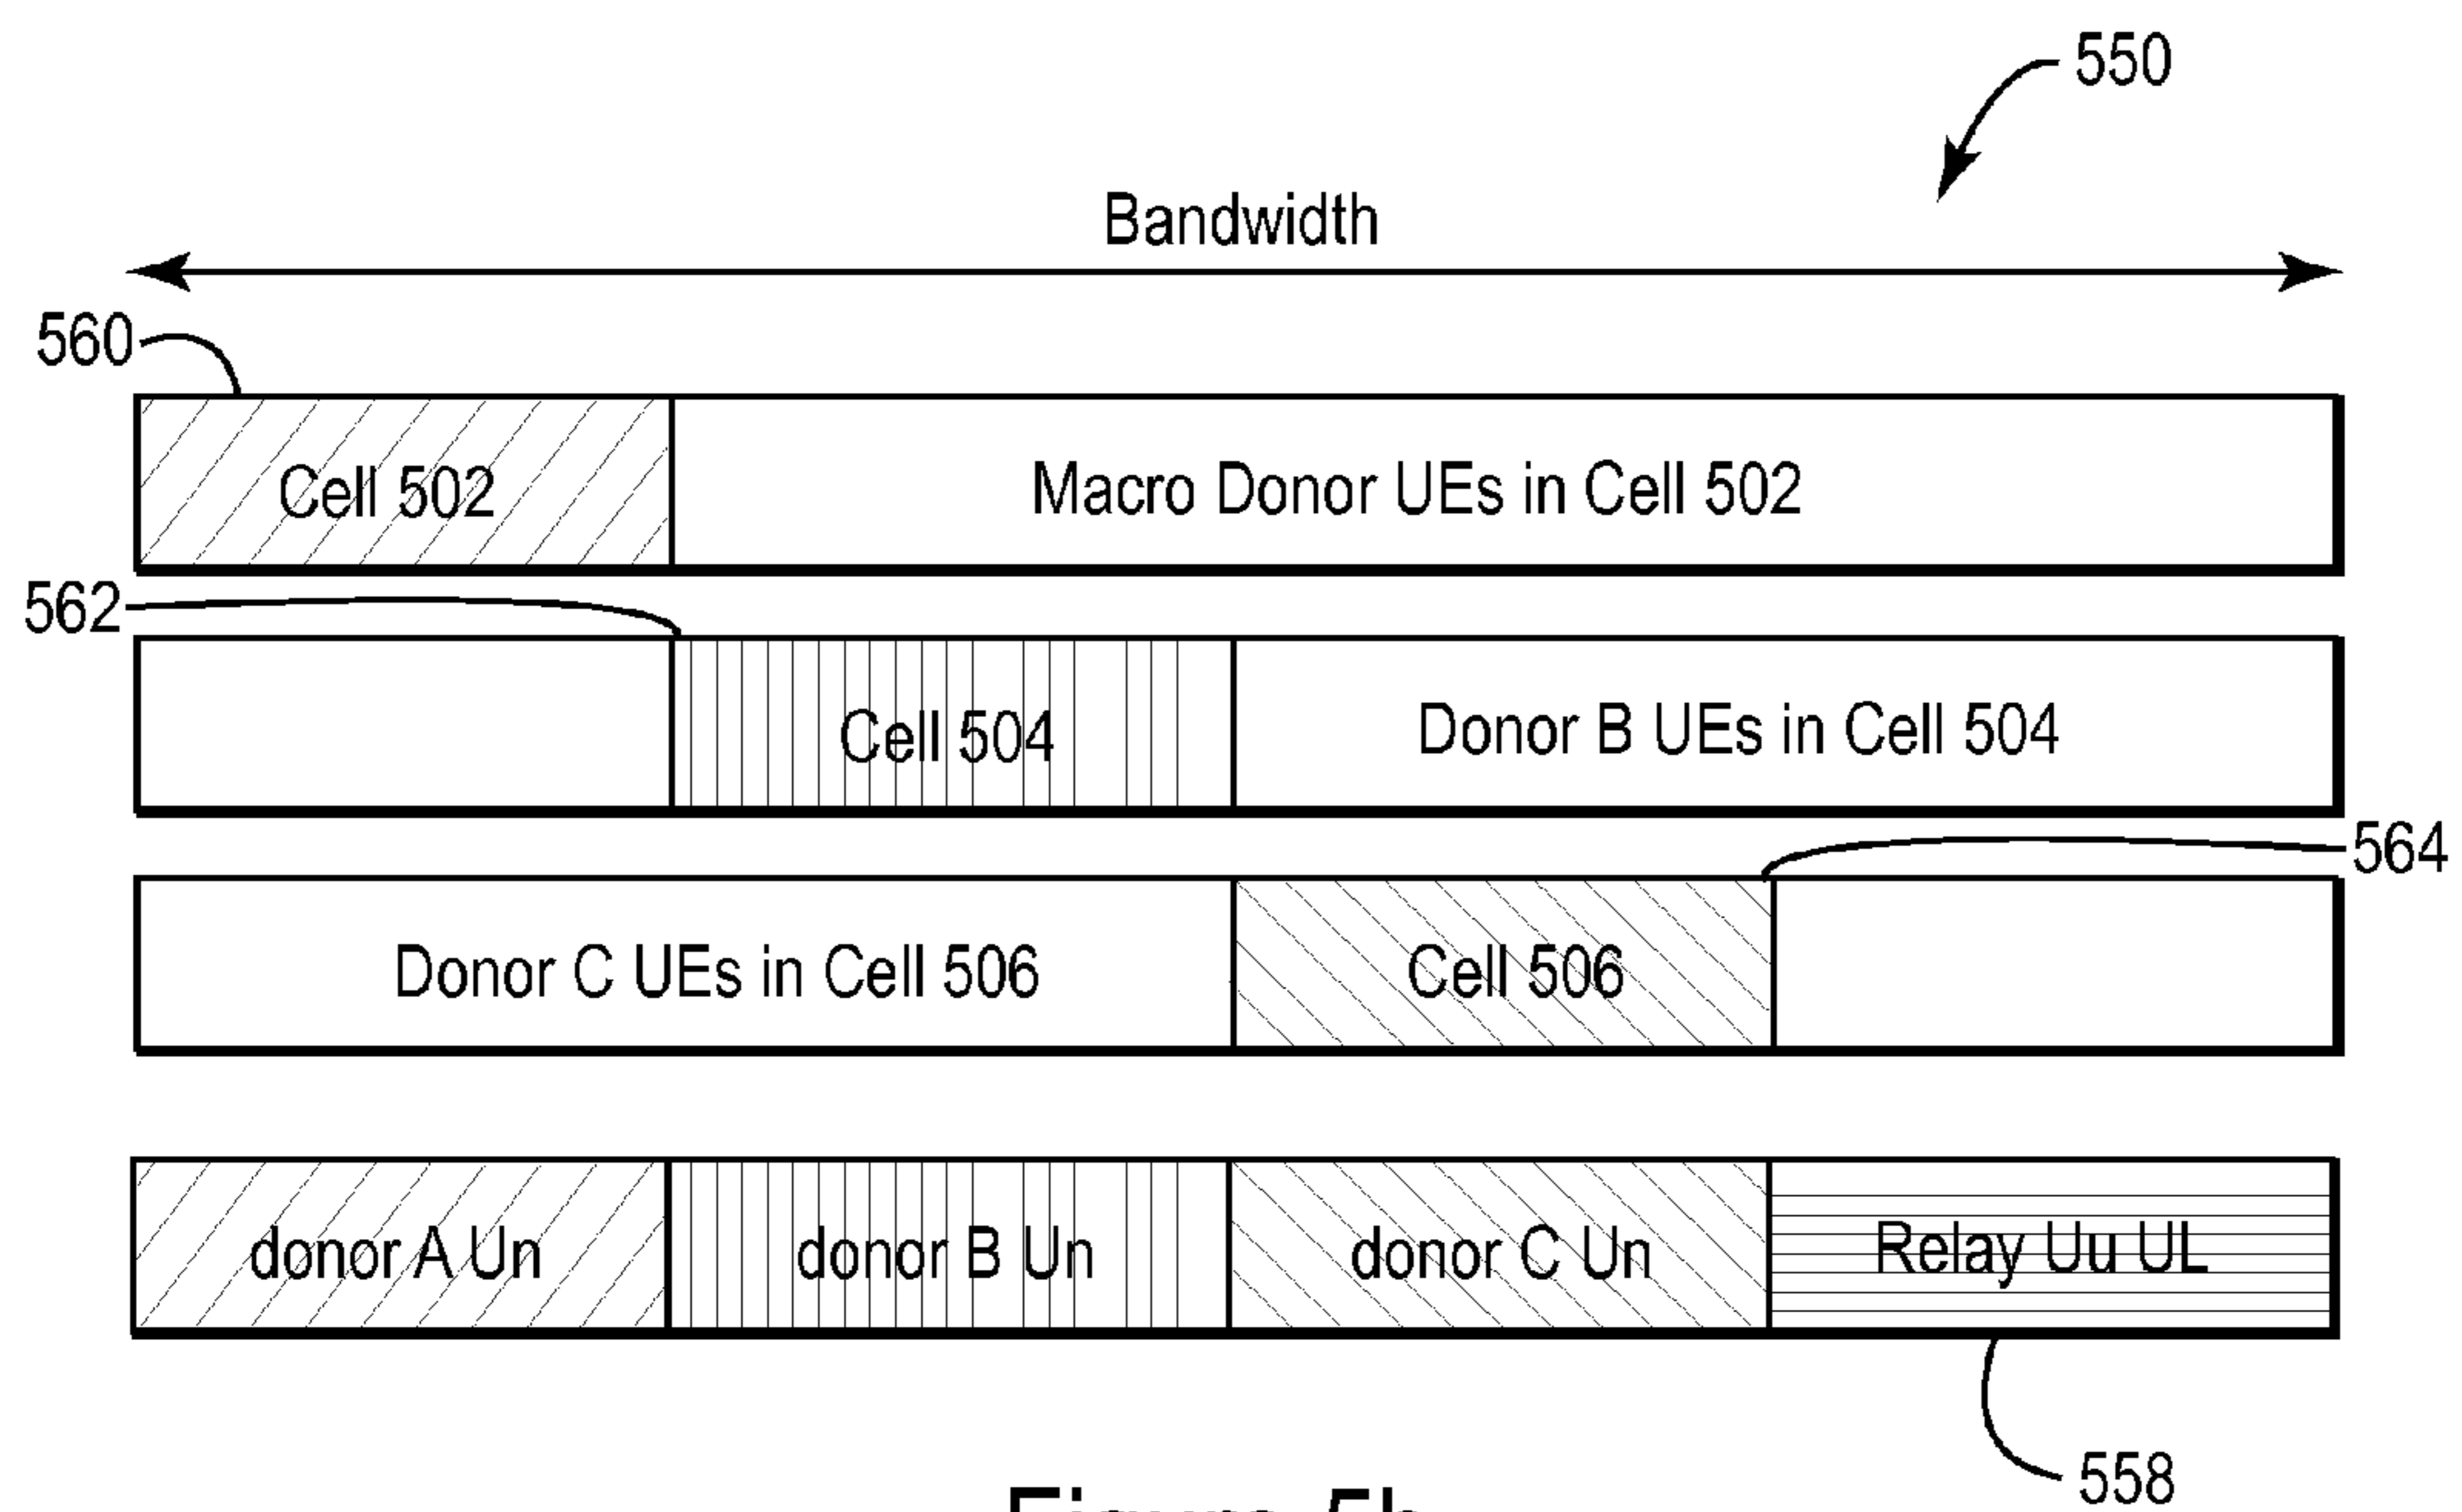 550
Bandwidth
560
Cell 502
Macro Donor UEs in Cell 502
562
Cell 504
Donor B UEs in Cell 504
564
Donor C UEs in Cell 506
Cell 506
donor A Un
donor B Un
donor C Un
Relay Uu UL
558